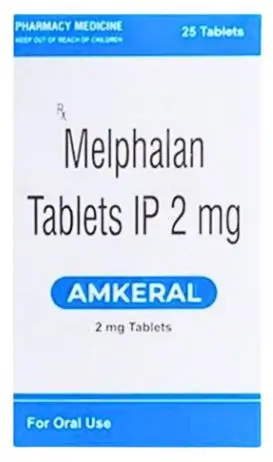 PHARMACY MEDICINE
KEEP OUT OF REACH OF CHILDREN
25 Tablets
Rx
Melphalan
Tablets IP 2 mg
AMKERAL
2 mg Tablets
For Oral Use